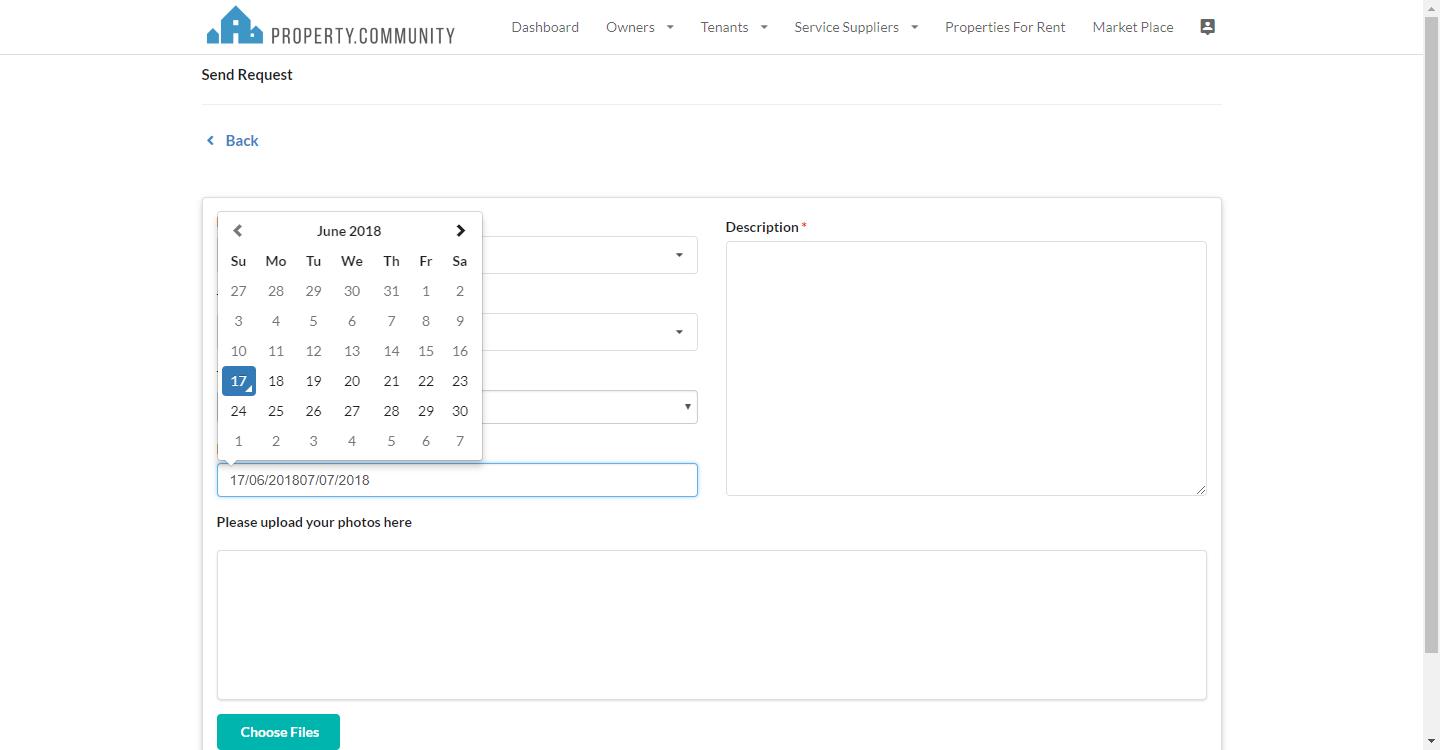 PROPERTY.COMMUNITY
Dashboard Owners Tenants Service Suppliers Properties For Rent Market Place
Send Request
Back
June 2018
Su Mo Tu We Th Fr Sa
27 28 29 30 31 1 2
3 4 5 6 7 8 9
10 11 12 13 14 15 16
17 18 19 20 21 22 23
24 25 26 27 28 29 30
1 2 3 4 5 6 7
17/06/201807/07/2018
Description *
Please upload your photos here
Choose Files